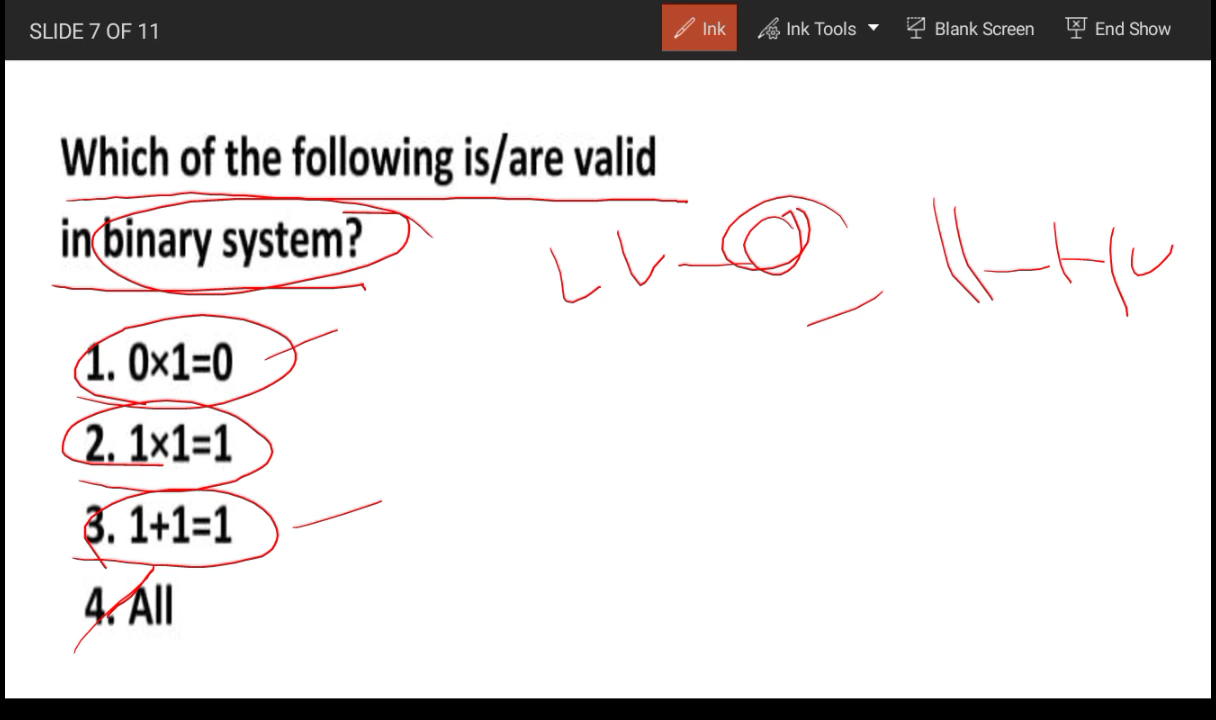 SLIDE 7 OF 11
Ink
Ink Tools
Blank Screen
End Show
Which of the following is/are valid
in binary system?
1. 0×1=0
2. 1×1=1
3. 1+1=1
4. All